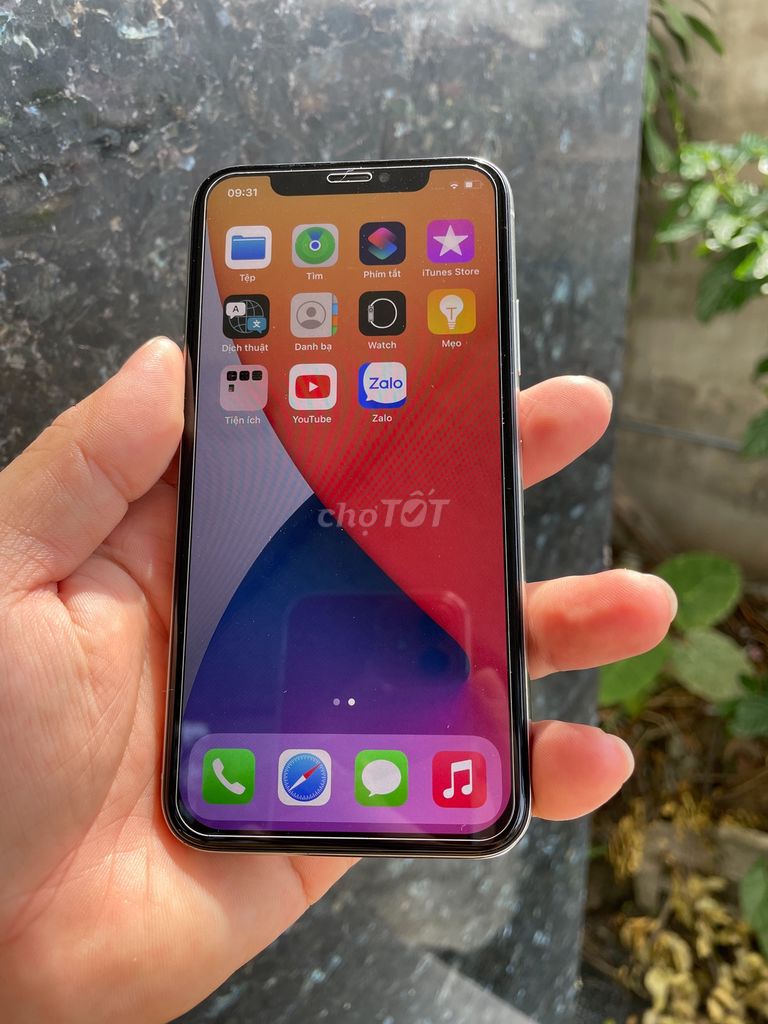 09:31
Tệp
Tìm
Phím tắt
iTunes Store
Dịch thuật
Danh bạ
Watch
Mẹo
Tiện ích
YouTube
Zalo
Zalo
chợTỐT